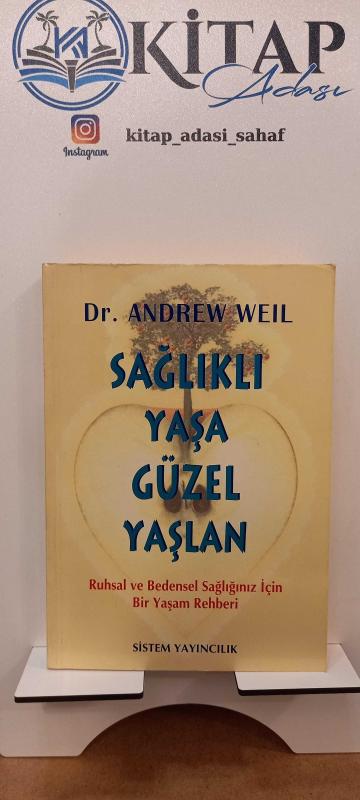 KİTAP
Adası
Instagram
kitap_adasi_sahaf
Dr. ANDREW WEIL
SAĞLIKLI
YAŞA
GÜZEL
YAŞLAN
Ruhsal ve Bedensel Sağlığınız İçin
Bir Yaşam Rehberi
SİSTEM YAYINCILIK